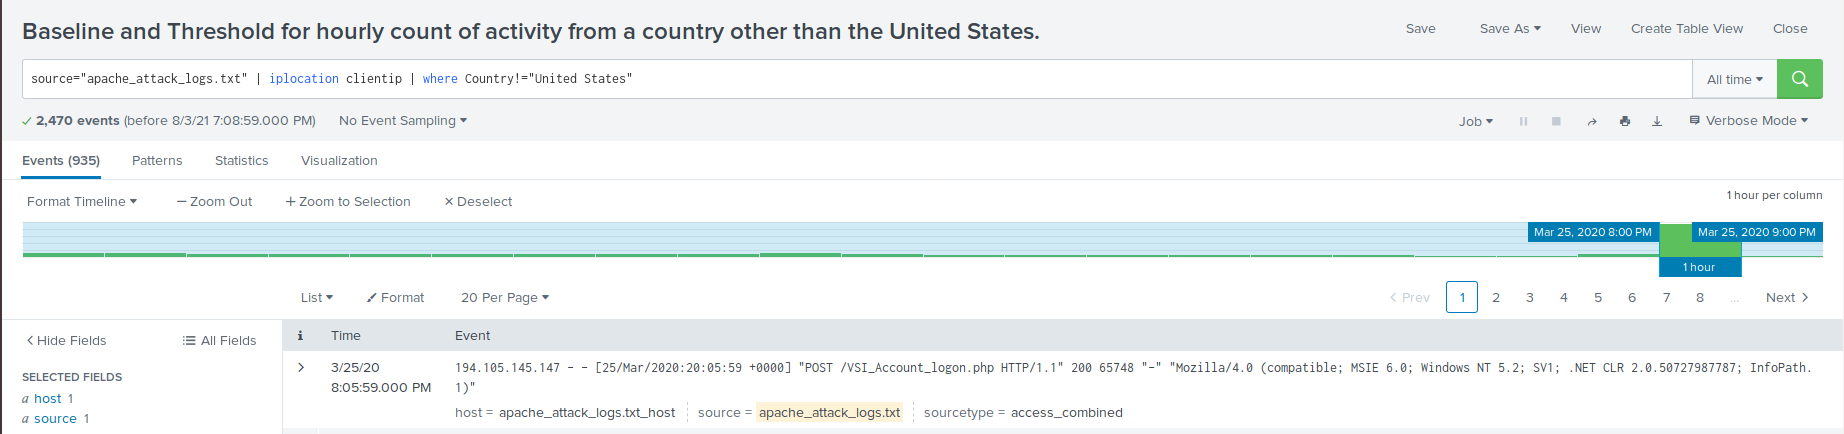 Baseline and Threshold for hourly count of activity from a country other than the United States.
Save Save As View Create Table View Close
source="apache_attack_logs.txt" | iplocation clientip | where Country!="United States"
All time
2,470 events (before 8/3/21 7:08:59.000 PM) No Event Sampling
Job Verbose Mode
Events (935) Patterns Statistics Visualization
Format Timeline — Zoom Out + Zoom to Selection × Deselect
1 hour per column
Mar 25, 2020 8:00 PM Mar 25, 2020 9:00 PM
1 hour
List Format 20 Per Page
< Prev 1 2 3 4 5 6 7 8 ... Next >
< Hide Fields All Fields
i Time Event
SELECTED FIELDS
a host 1
a source 1
> 3/25/20
8:05:59.000 PM
194.105.145.147 - - [25/Mar/2020:20:05:59 +0000] "POST /VSI_Account_logon.php HTTP/1.1" 200 65748 "-" "Mozilla/4.0 (compatible; MSIE 6.0; Windows NT 5.2; SV1; .NET CLR 2.0.50727987787; InfoPath.
1)"
host = apache_attack_logs.txt_host source = apache_attack_logs.txt sourcetype = access_combined